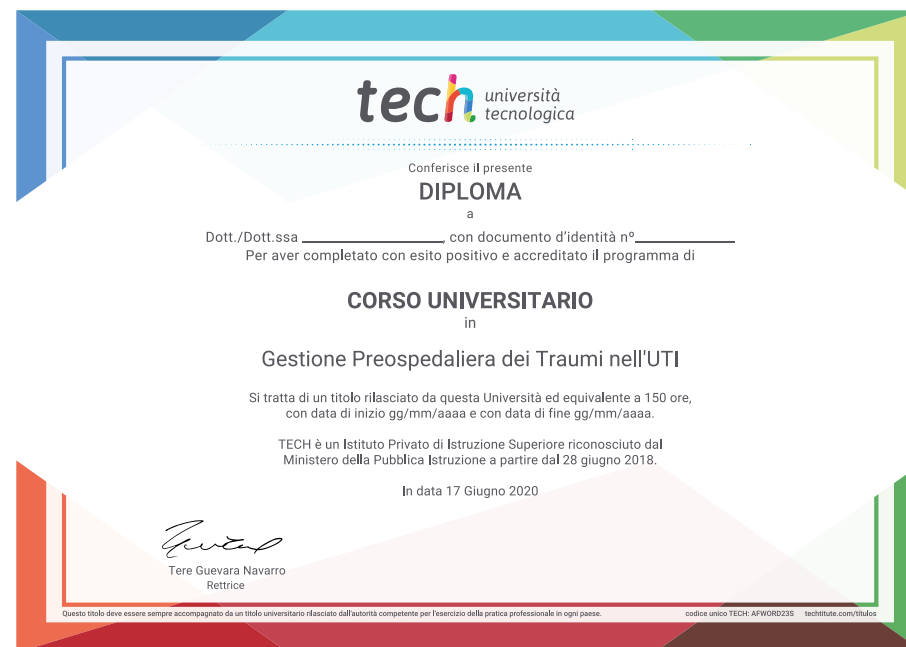 tech università
tecnologica
Conferisce il presente
DIPLOMA
a
Dott./Dott.ssa ________________, con documento d'identità nº____________
Per aver completato con esito positivo e accreditato il programma di
CORSO UNIVERSITARIO
in
Gestione Preospedaliera dei Traumi nell'UTI
Si tratta di un titolo rilasciato da questa Università ed equivalente a 150 ore,
con data di inizio gg/mm/aaaa e con data di fine gg/mm/aaaa.
TECH è un Istituto Privato di Istruzione Superiore riconosciuto dal
Ministero della Pubblica Istruzione a partire dal 28 giugno 2018.
In data 17 Giugno 2020
Tere Guevara Navarro
Rettrice
Questo titolo deve essere sempre accompagnato da un titolo universitario rilasciato dall'autorità competente per l'esercizio della pratica professionale in ogni paese. codice unico TECH: AFWORD23S techtitute.com/titulos